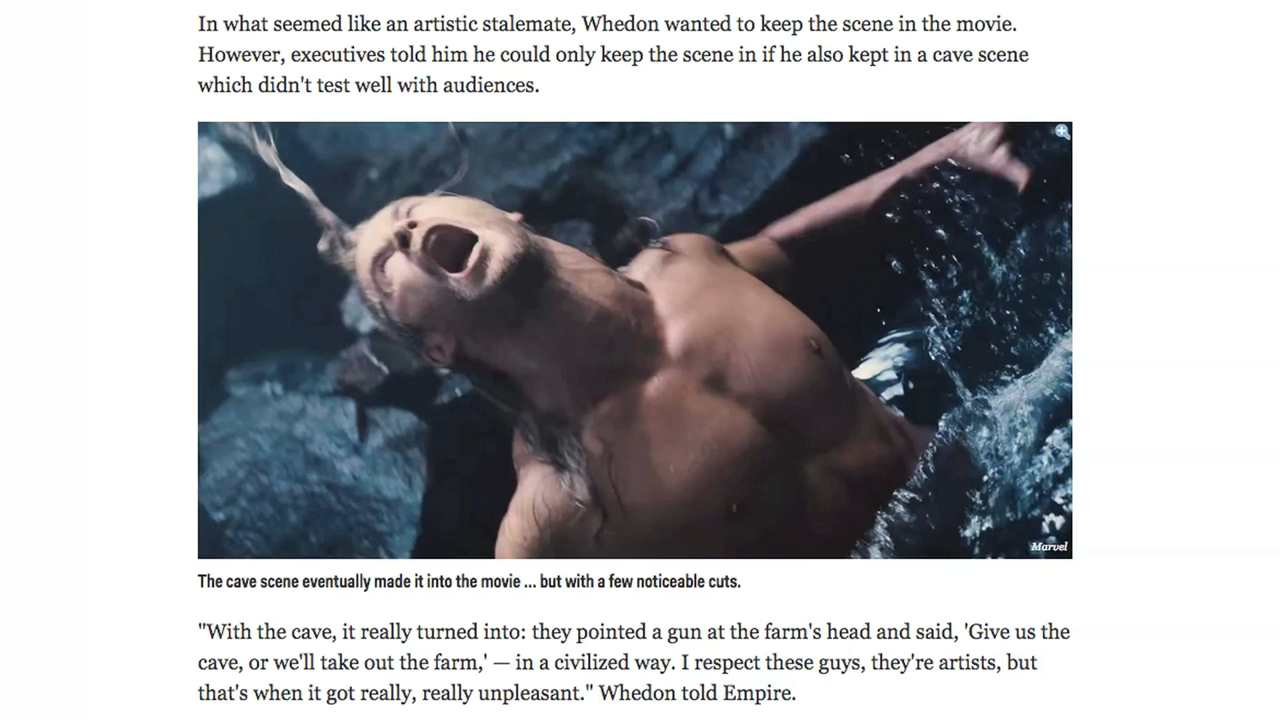 In what seemed like an artistic stalemate, Whedon wanted to keep the scene in the movie.
However, executives told him he could only keep the scene in if he also kept in a cave scene
which didn't test well with audiences.
Marvel
The cave scene eventually made it into the movie ... but with a few noticeable cuts.
"With the cave, it really turned into: they pointed a gun at the farm's head and said, 'Give us the
cave, or we'll take out the farm,' — in a civilized way. I respect these guys, they're artists, but
that's when it got really, really unpleasant." Whedon told Empire.